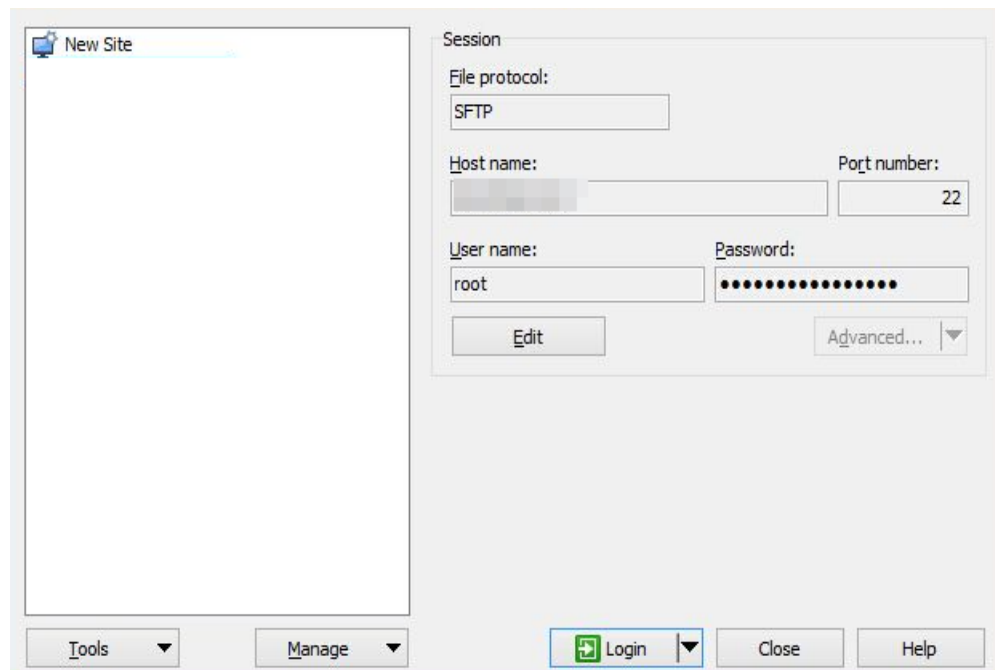 New Site
Session
File protocol:
SFTP
Host name:
Port number:
22
User name:
Password:
root
••••••••••••••••
Edit
Advanced...
Tools
Manage
Login
Close
Help